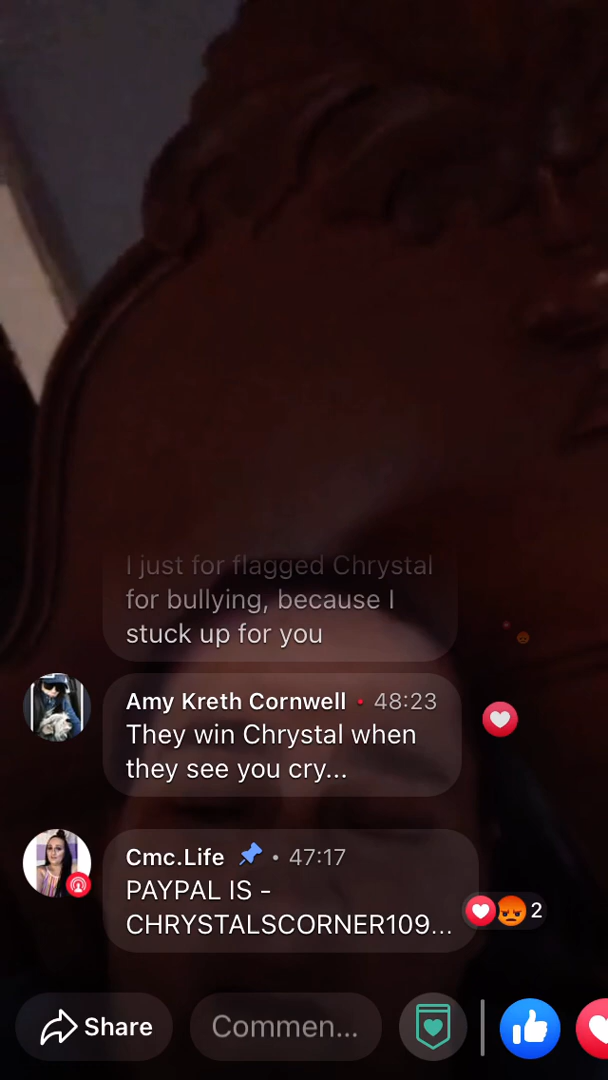 I just for flagged Chrystal
for bullying, because I
stuck up for you
Amy Kreth Cornwell • 48:23
They win Chrystal when
they see you cry...
Cmc.Life • 47:17
PAYPAL IS -
CHRYSTALSCORNER109...
2
Share
Commen...